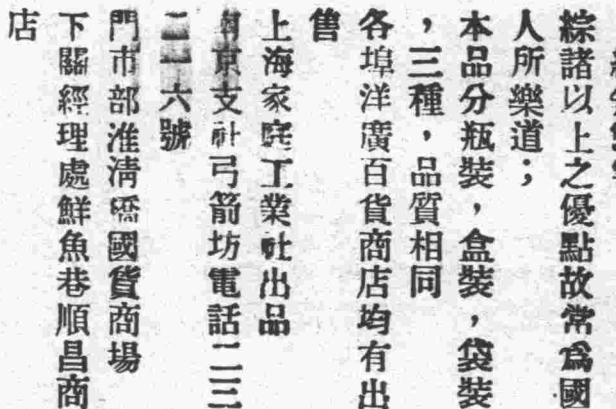 綜諸以上之優點故常爲國
人所樂道；
本品分瓶裝，盒裝，袋裝
，三種，品質相同
各埠洋廣百貨商店均有出
售
上海家庭工業社出品
南京支社弓箭坊電話二三
二一六號
門市部淮清橋國貨商場
下關經理處鮮魚巷順昌商
店